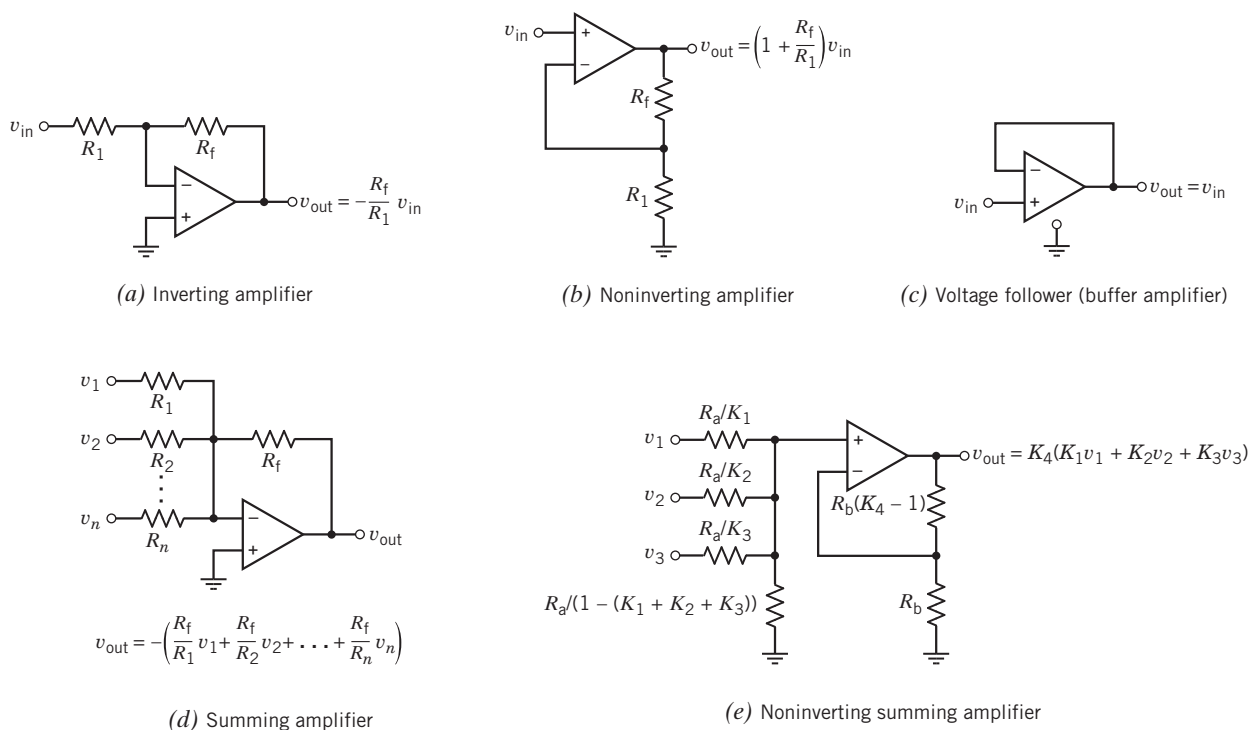 v_in
R_1
R_f
−
+
v_out = −(R_f/R_1) v_in
(a) Inverting amplifier
v_in
+
−
v_out = (1 + R_f/R_1) v_in
R_f
R_1
(b) Noninverting amplifier
v_in
−
+
v_out = v_in
(c) Voltage follower (buffer amplifier)
v_1
R_1
v_2
R_2
R_f
v_n
R_n
−
+
v_out
v_out = −(R_f/R_1 v_1 + R_f/R_2 v_2 + . . . + R_f/R_n v_n)
(d) Summing amplifier
R_a/K_1
v_1
R_a/K_2
v_2
R_a/K_3
v_3
R_a/(1 − (K_1 + K_2 + K_3))
+
−
v_out = K_4(K_1v_1 + K_2v_2 + K_3v_3)
R_b(K_4 − 1)
R_b
(e) Noninverting summing amplifier